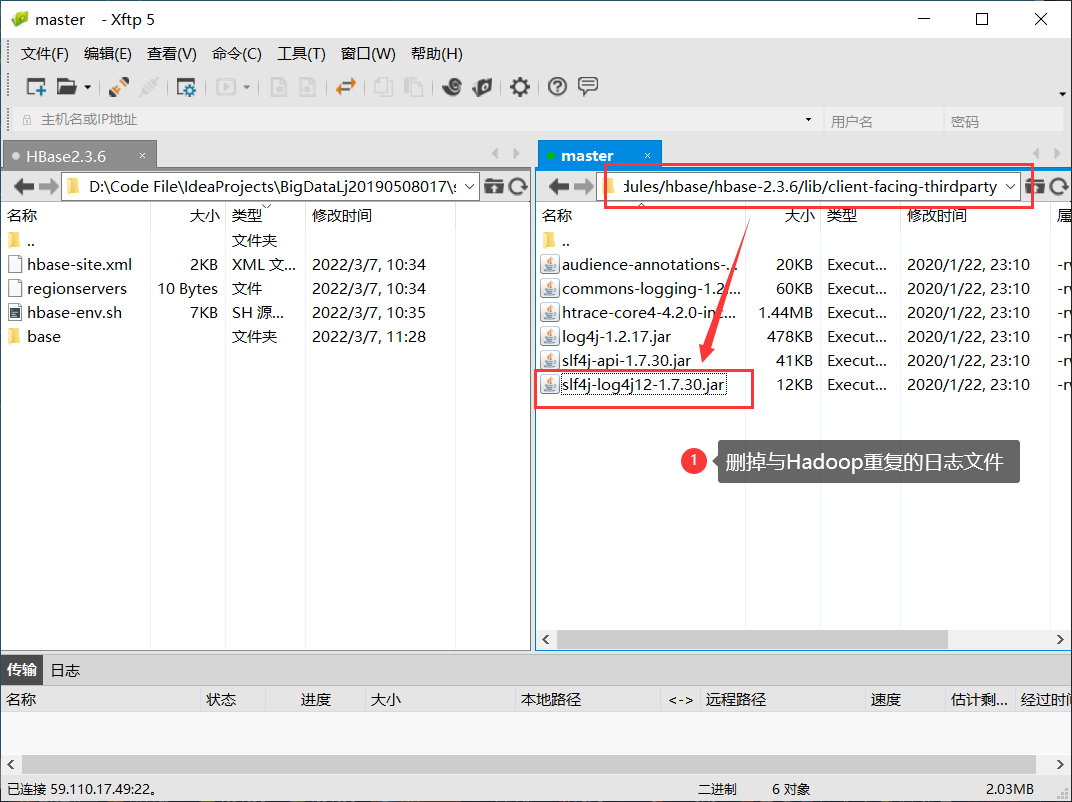 master - Xftp 5
文件(F) 编辑(E) 查看(V) 命令(C) 工具(T) 窗口(W) 帮助(H)
主机名或IP地址 用户名 密码
HBase2.3.6 ×
D:\Code File\IdeaProjects\BigDataLj20190508017\s
名称 大小 类型 修改时间
.. 文件夹
hbase-site.xml 2KB XML 文... 2022/3/7, 10:34
regionservers 10 Bytes 文件 2022/3/7, 10:34
hbase-env.sh 7KB SH 源... 2022/3/7, 10:35
base 文件夹 2022/3/7, 11:28
master ×
dules/hbase/hbase-2.3.6/lib/client-facing-thirdparty
名称 大小 类型 修改时间 属
..
audience-annotations-... 20KB Execut... 2020/1/22, 23:10 -rw
commons-logging-1.2.... 60KB Execut... 2020/1/22, 23:10 -rw
htrace-core4-4.2.0-inc... 1.44MB Execut... 2020/1/22, 23:10 -rw
log4j-1.2.17.jar 478KB Execut... 2020/1/22, 23:10 -rw
slf4j-api-1.7.30.jar 41KB Execut... 2020/1/22, 23:10 -rw
slf4j-log4j12-1.7.30.jar 12KB Execut... 2020/1/22, 23:10 -rw
1 删掉与Hadoop重复的日志文件
传输 日志
名称 状态 进度 大小 本地路径 <-> 远程路径 速度 估计剩... 经过时间
已连接 59.110.17.49:22。 二进制 6 对象 2.03MB